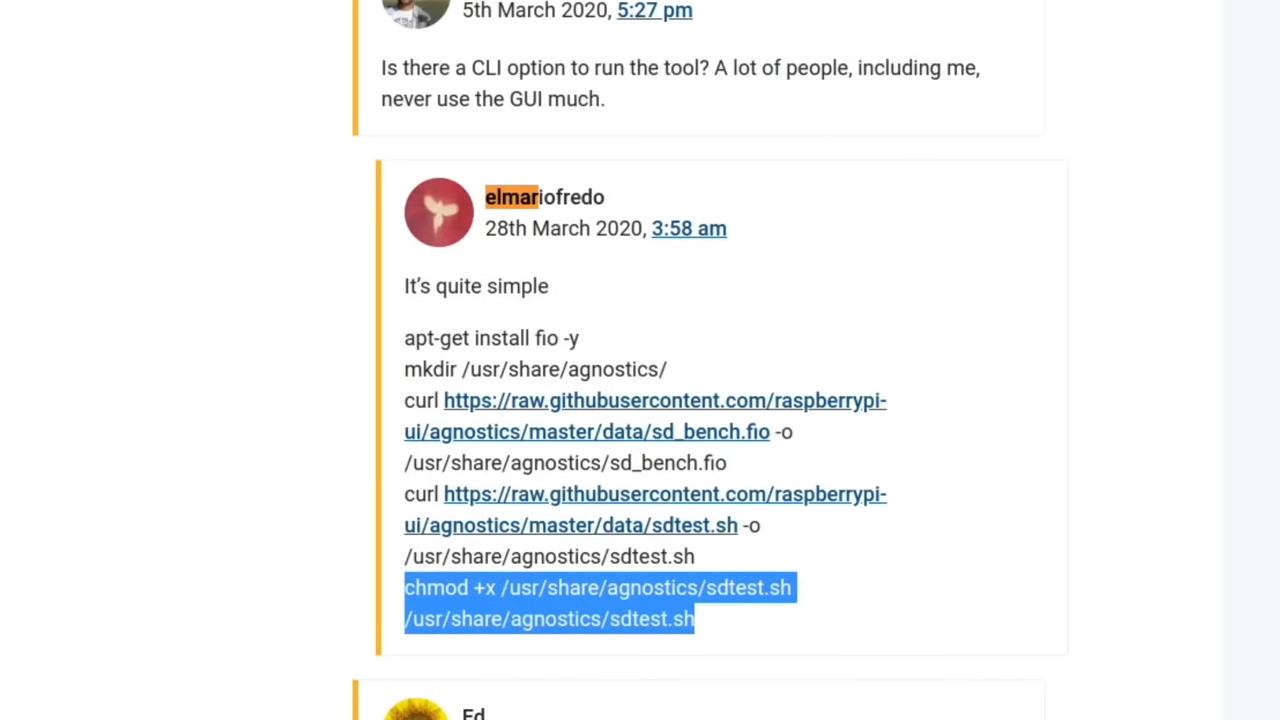 5th March 2020, 5:27 pm
Is there a CLI option to run the tool? A lot of people, including me,
never use the GUI much.
elmariofredo
28th March 2020, 3:58 am
It’s quite simple
apt-get install fio -y
mkdir /usr/share/agnostics/
curl https://raw.githubusercontent.com/raspberrypi-
ui/agnostics/master/data/sd_bench.fio -o
/usr/share/agnostics/sd_bench.fio
curl https://raw.githubusercontent.com/raspberrypi-
ui/agnostics/master/data/sdtest.sh -o
/usr/share/agnostics/sdtest.sh
chmod +x /usr/share/agnostics/sdtest.sh
/usr/share/agnostics/sdtest.sh
Ed